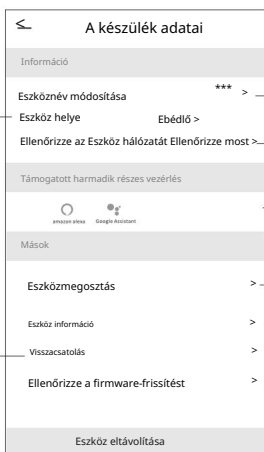 < A készülék adatai
Információ
Eszköznév módosítása *** >
Eszköz helye Ebédlő >
Ellenőrizze az Eszköz hálózatát Ellenőrizze most >
Támogatott harmadik részes vezérlés
amazon alexa Google Assistant
Mások
Eszközmegosztás >
Eszköz információ >
Visszacsatolás >
Ellenőrizze a firmware-frissítést >
Eszköz eltávolítása